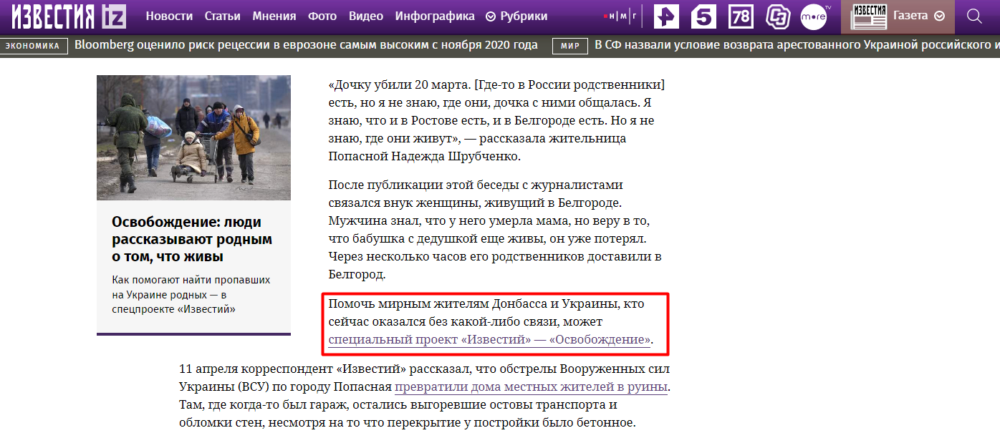 ИЗВЕСТИЯ iz Новости Статьи Мнения Фото Видео Инфографика Рубрики Н М Г 5 78 more TV ИЗВЕСТИЯ Газета
ЭКОНОМИКА Bloomberg оценило риск рецессии в еврозоне самым высоким с ноября 2020 года МИР В СФ назвали условие возврата арестованного Украиной российского и
Освобождение: люди
рассказывают родным
о том, что живы
Как помогают найти пропавших
на Украине родных — в
спецпроекте «Известий»
«Дочку убили 20 марта. [Где-то в России родственники]
есть, но я не знаю, где они, дочка с ними общалась. Я
знаю, что и в Ростове есть, и в Белгороде есть. Но я не
знаю, где они живут», — рассказала жительница
Попасной Надежда Шрубченко.
После публикации этой беседы с журналистами
связался внук женщины, живущий в Белгороде.
Мужчина знал, что у него умерла мама, но веру в то,
что бабушка с дедушкой еще живы, он уже потерял.
Через несколько часов его родственников доставили в
Белгород.
Помочь мирным жителям Донбасса и Украины, кто
сейчас оказался без какой-либо связи, может
специальный проект «Известий» — «Освобождение».
11 апреля корреспондент «Известий» рассказал, что обстрелы Вооруженных сил
Украины (ВСУ) по городу Попасная превратили дома местных жителей в руины.
Там, где когда-то был гараж, остались выгоревшие остовы транспорта и
обломки стен, несмотря на то что перекрытие у постройки было бетонное.